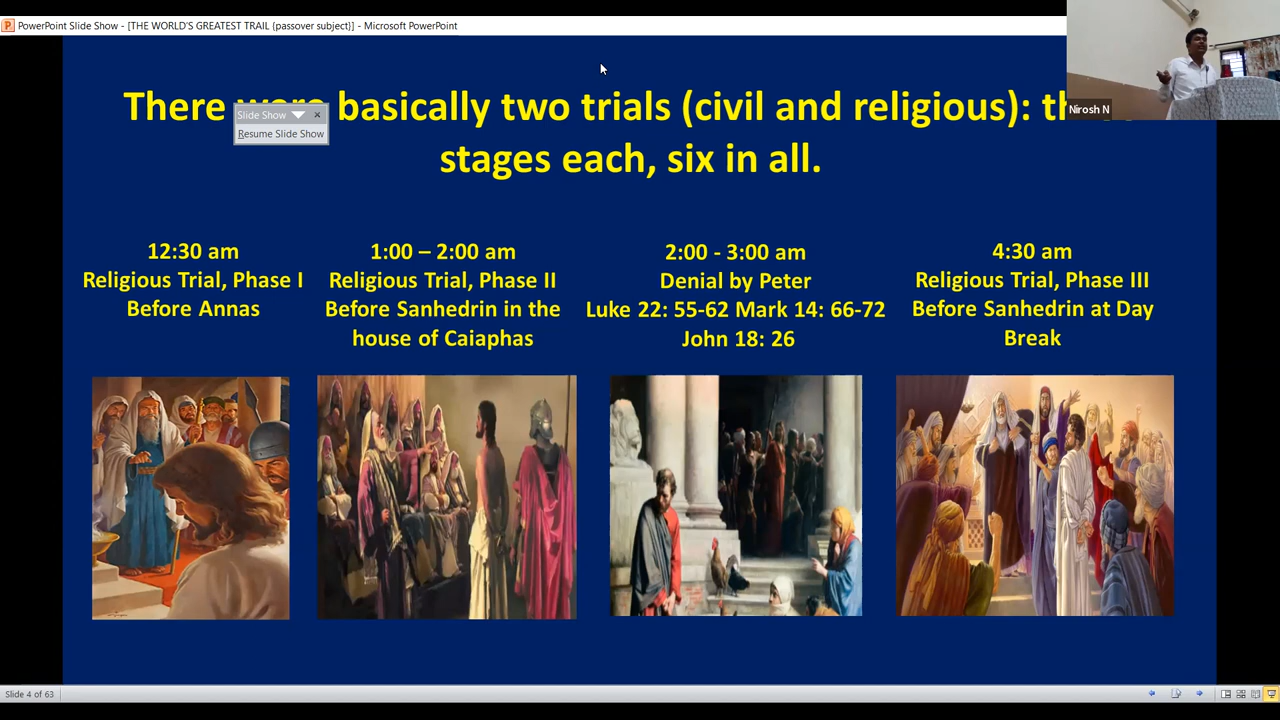 PowerPoint Slide Show - [THE WORLD'S GREATEST TRAIL (passover subject}] - Mirosoft PowerPoint
There were basically two trials (civil and religious):
stages each, six in all.
Slide Show
Resume Slide Show
Nirosh N
12:30 am
Religious Trial, Phase I
Before Annas
1:00 – 2:00 am
Religious Trial, Phase II
Before Sanhedrin in the
house of Caiaphas
2:00 - 3:00 am
Denial by Peter
Luke 22: 55-62 Mark 14: 66-72
John 18: 26
4:30 am
Religious Trial, Phase III
Before Sanhedrin at Day
Break
Slide 4 of 63